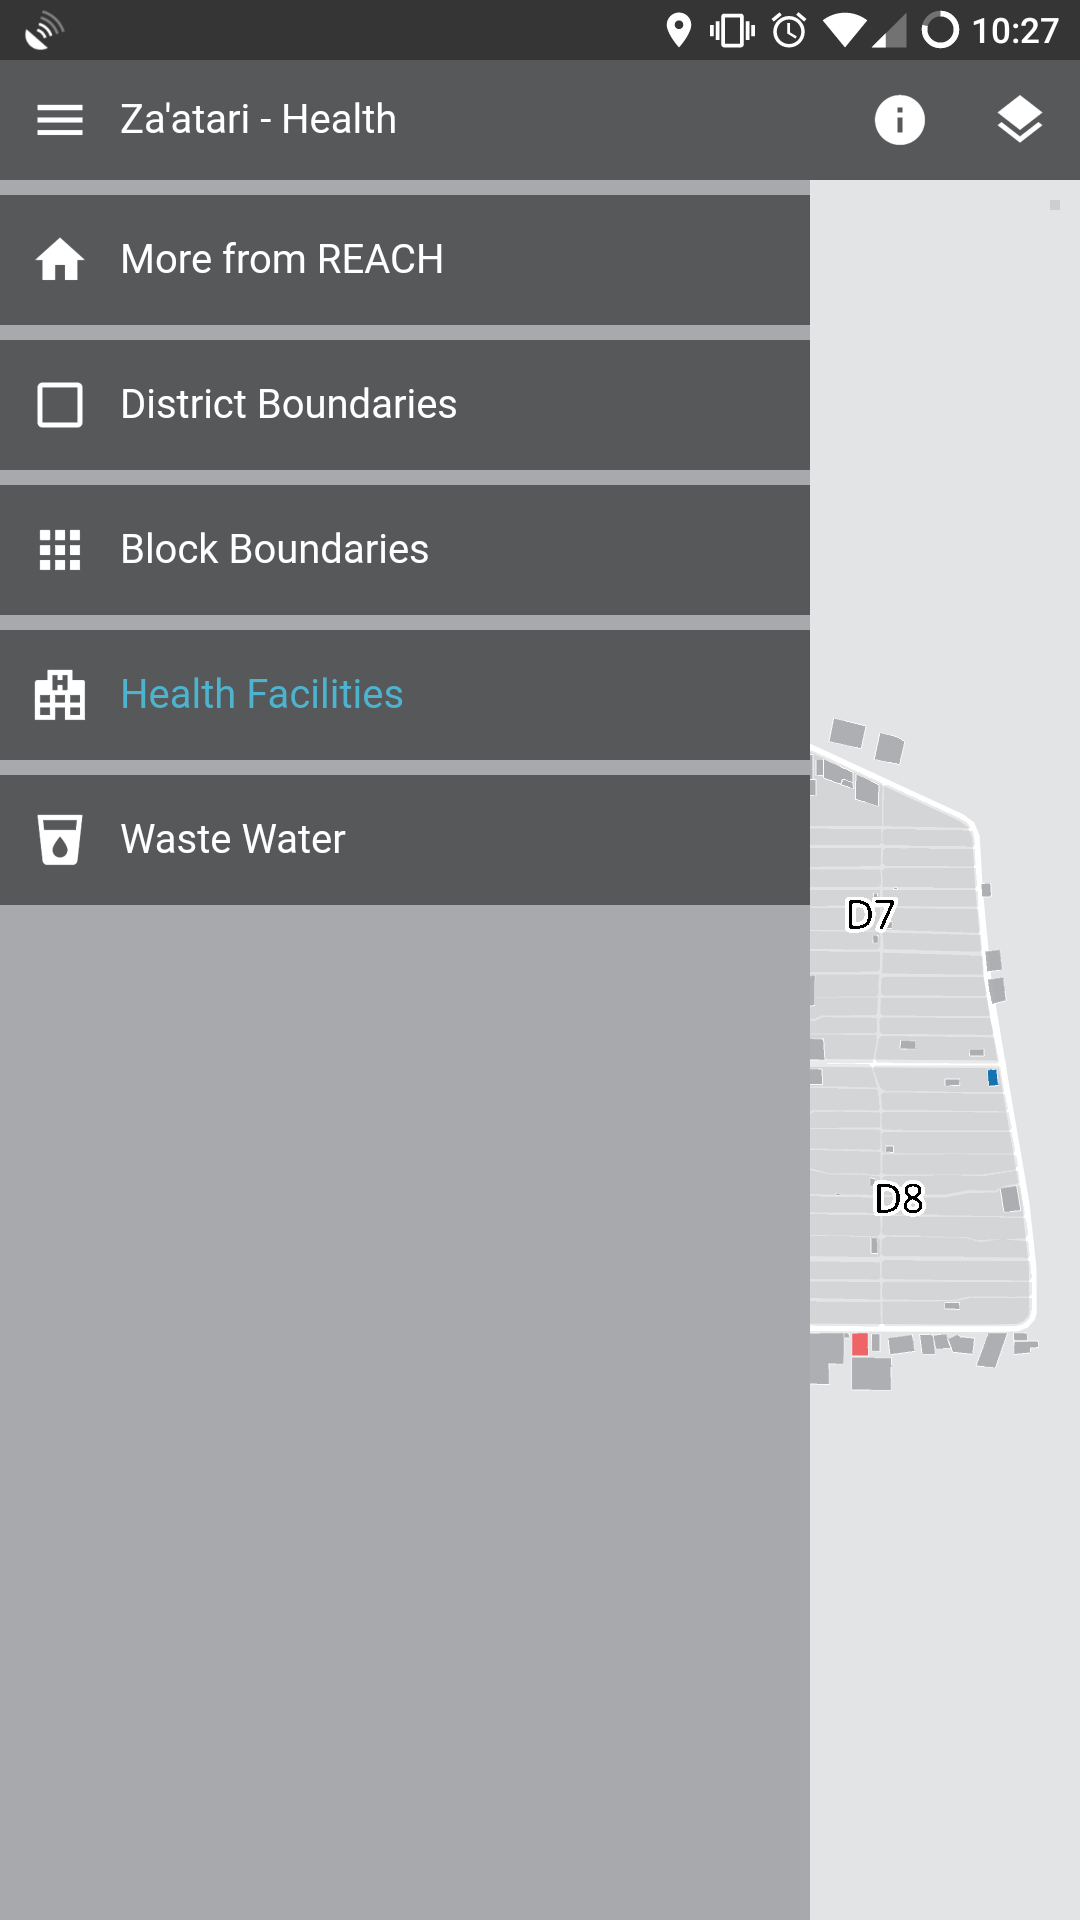 10:27
Za'atari - Health
More from REACH
District Boundaries
Block Boundaries
H
Health Facilities
Waste Water
D7
D8